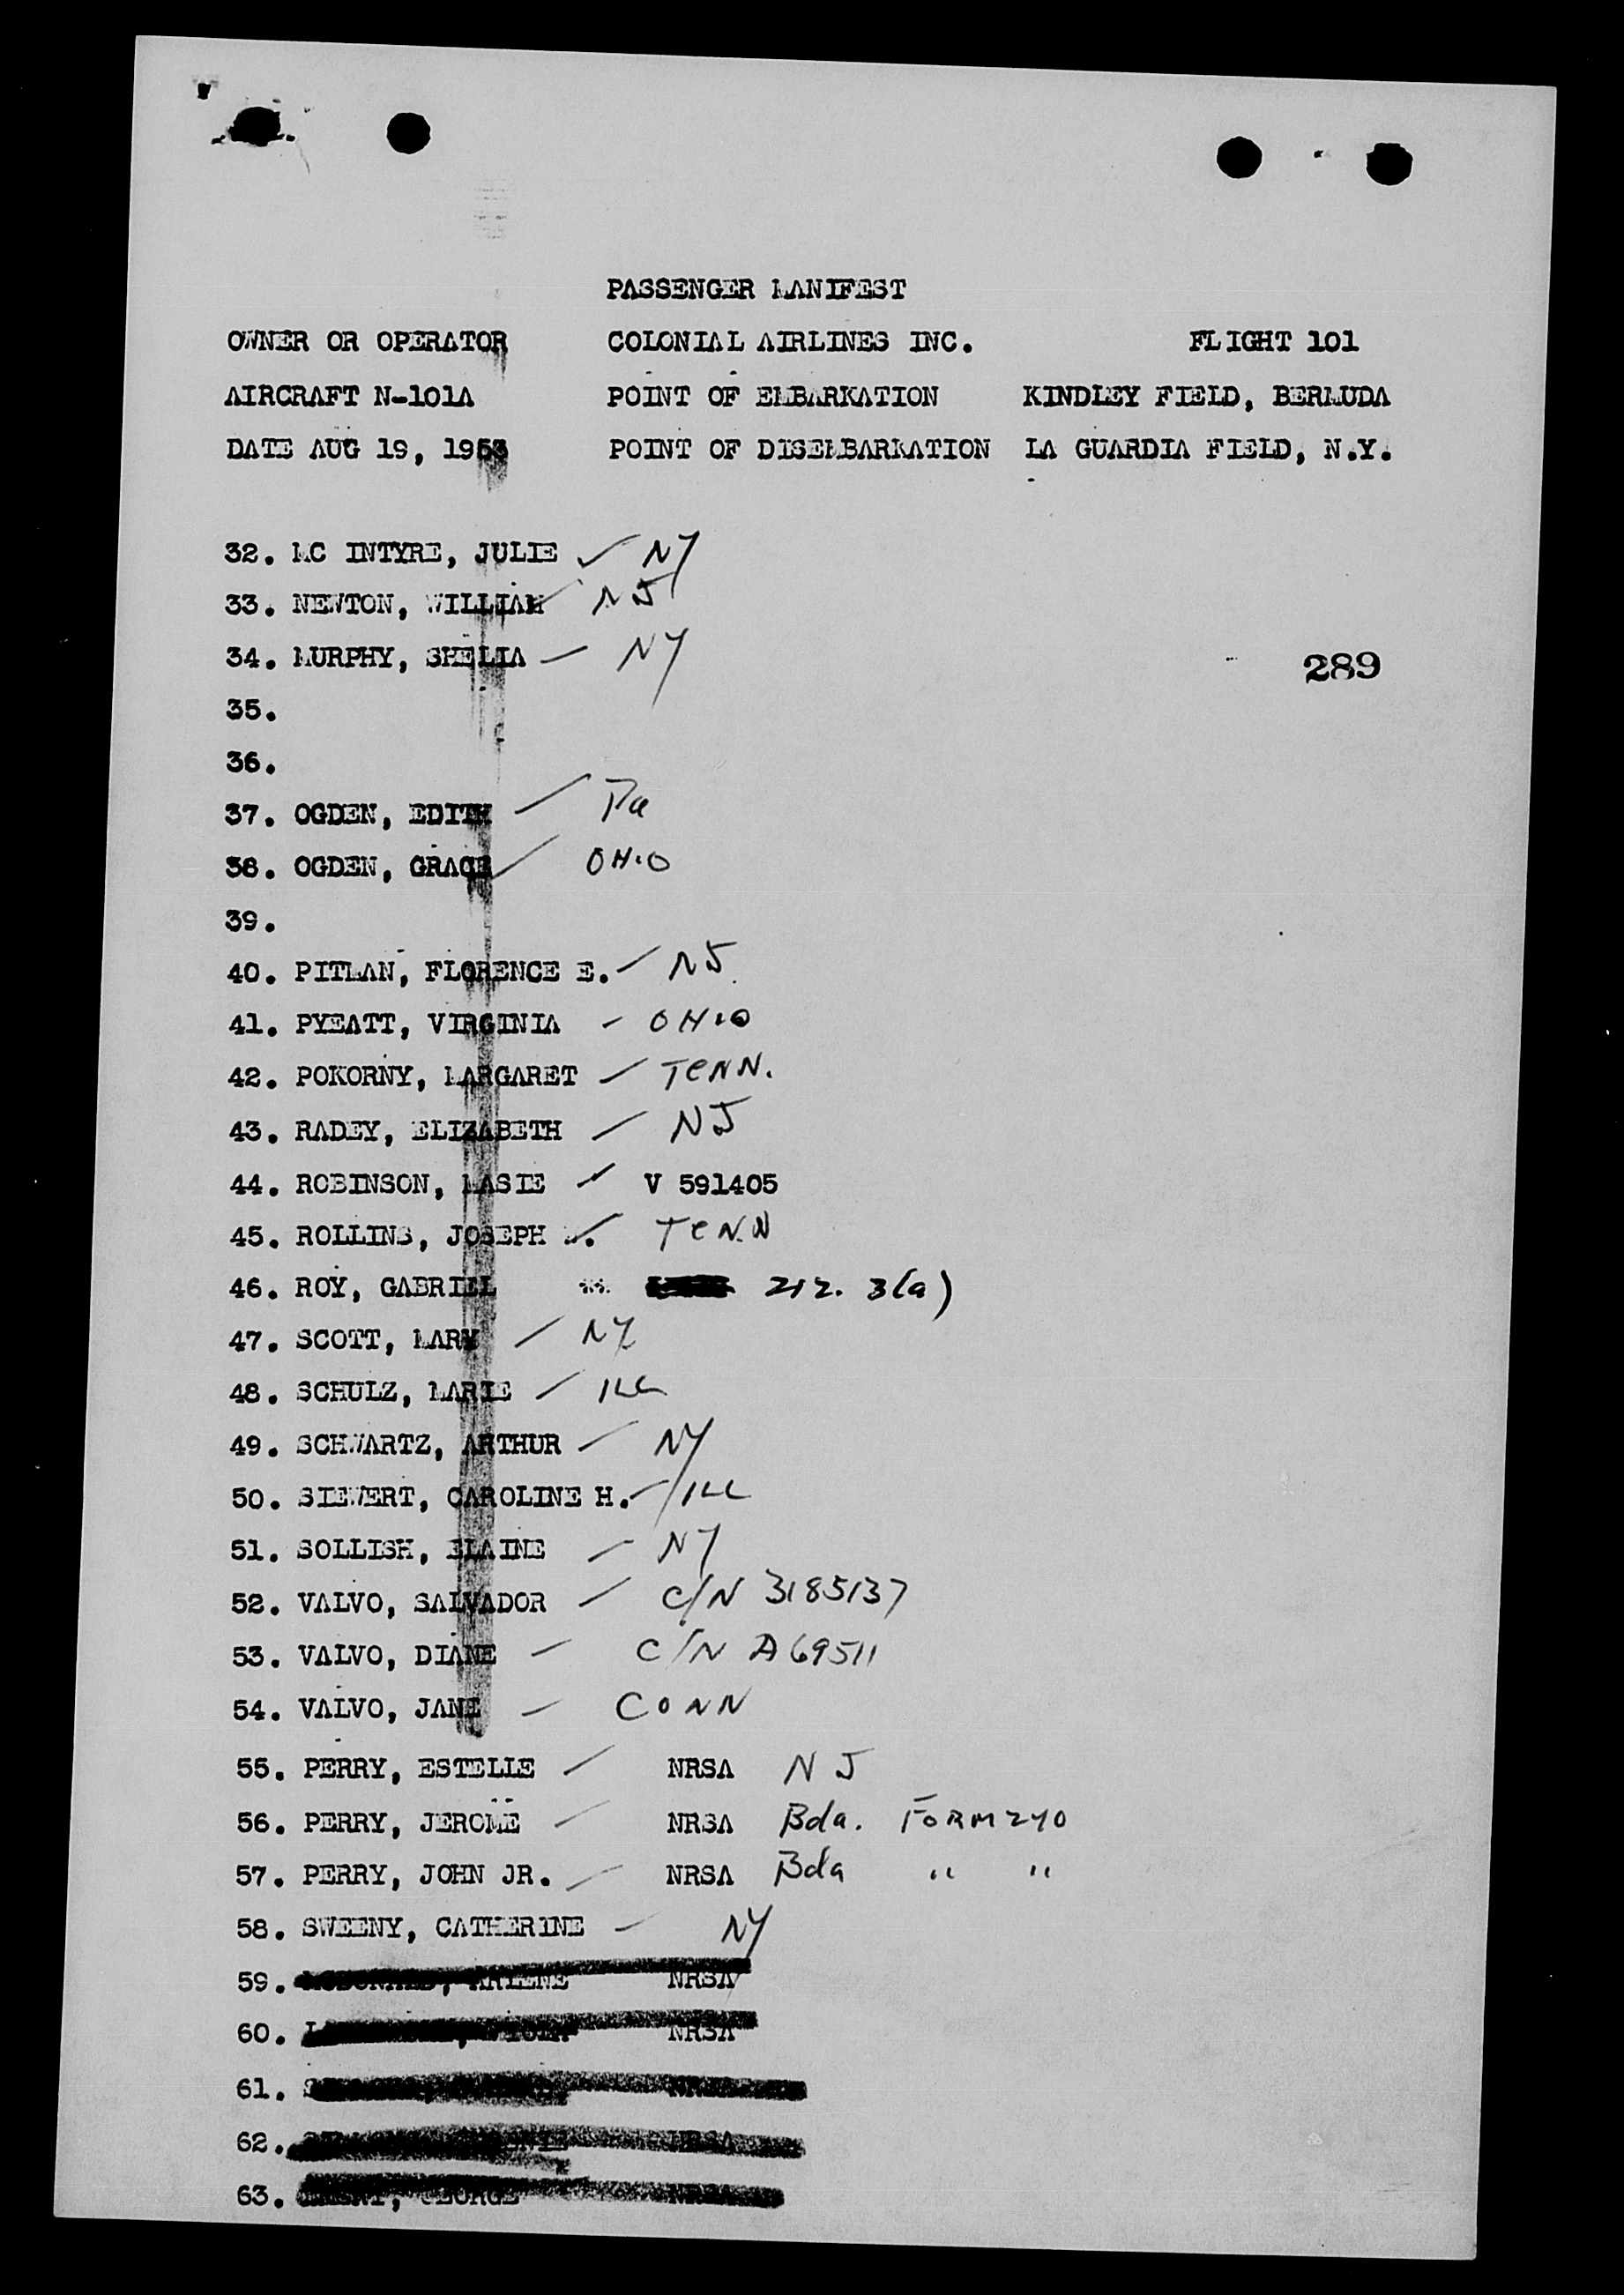 PASSENGER MANIFEST
OWNER OR OPERATOR COLONIAL AIRLINES INC. FLIGHT 101
AIRCRAFT N-101A POINT OF EMBARKATION KINDLEY FIELD, BERMUDA
DATE AUG 19, 1953 POINT OF DISEMBARKATION LA GUARDIA FIELD, N.Y.
32. MC INTYRE, JULIE ✓ NY
33. NEWTON, WILLIAM NJ
34. MURPHY, SHELIA NY
289
35.
36.
37. OGDEN, EDITH Pa
38. OGDEN, GRACE OHIO
39.
40. PITMAN, FLORENCE E. NJ
41. PYEATT, VIRGINIA OHIO
42. POKORNY, MARGARET TENN.
43. RADEY, ELIZABETH NJ
44. ROBINSON, MASIE V 591405
45. ROLLINS, JOSEPH TENN
46. ROY, GABRIEL 212. 3(a)
47. SCOTT, MARY NY
48. SCHULZ, MARIE ILL
49. SCHWARTZ, ARTHUR NY
50. SIEWERT, CAROLINE H. ILL
51. SOLLISH, ELAINE NY
52. VALVO, SALVADOR C/N 3185137
53. VALVO, DIANE C/N A69511
54. VALVO, JANE CONN
55. PERRY, ESTELLE NRSA NJ
56. PERRY, JEROME NRSA Bda. FORM 240
57. PERRY, JOHN JR. NRSA Bda " "
58. SWEENY, CATHERINE NY
59. NRSA
60. NRSA
61.
62. NRSA
63. GEORGE NRSA